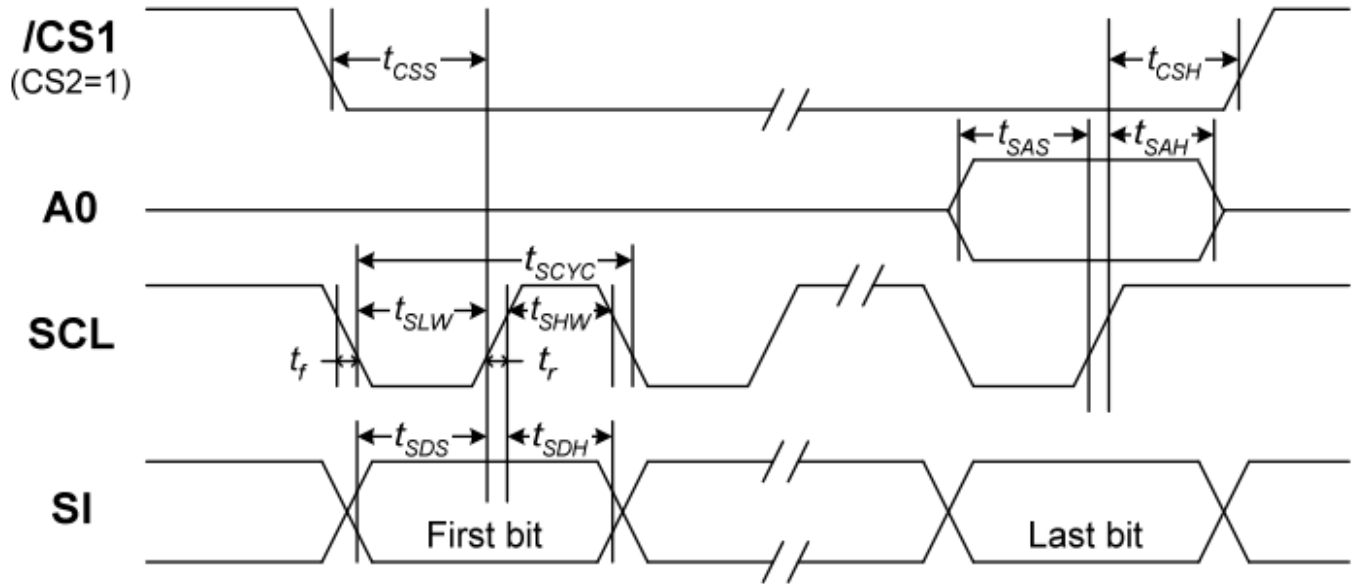 /CS1
(CS2=1)
tCSS
tCSH
tSAS
tSAH
A0
tSCYC
tSLW
tSHW
SCL
tf
tr
tSDS
tSDH
SI
First bit
Last bit